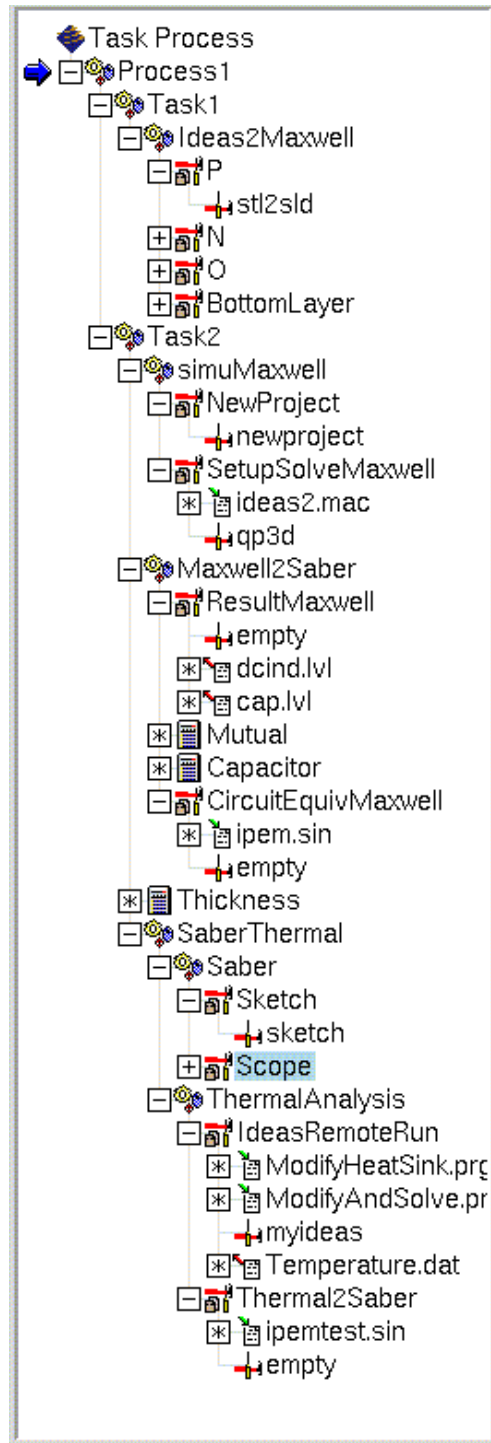 Task Process
Process1
Task1
Ideas2Maxwell
P
stl2sld
N
O
BottomLayer
Task2
simuMaxwell
NewProject
newproject
SetupSolveMaxwell
ideas2.mac
qp3d
Maxwell2Saber
ResultMaxwell
empty
dcind.lvl
cap.lvl
Mutual
Capacitor
CircuitEquivMaxwell
ipem.sin
empty
Thickness
SaberThermal
Saber
Sketch
sketch
Scope
ThermalAnalysis
IdeasRemoteRun
ModifyHeatSink.prg
ModifyAndSolve.pr
myideas
Temperature.dat
Thermal2Saber
ipemtest.sin
empty